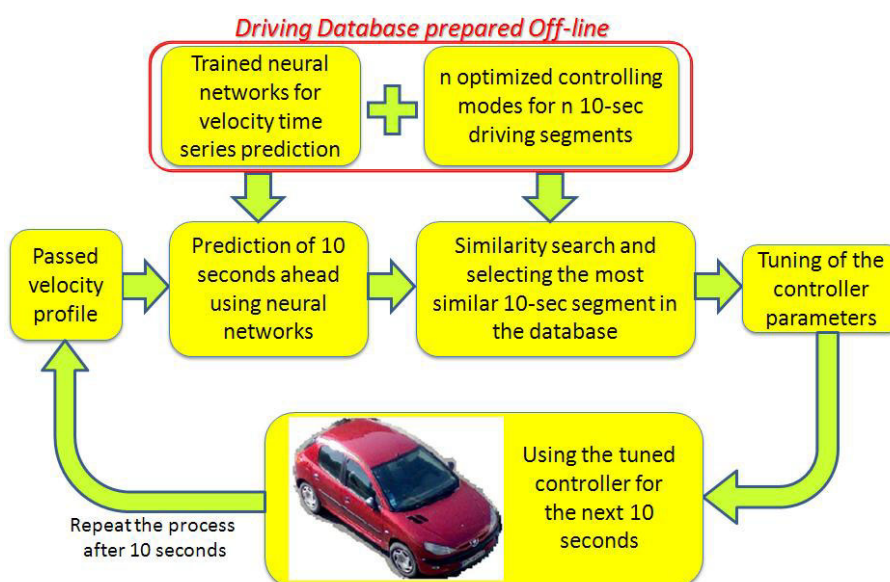 Driving Database prepared Off-line
Trained neural
networks for
velocity time
series prediction
n optimized controlling
modes for n 10-sec
driving segments
Passed
velocity
profile
Prediction of 10
seconds ahead
using neural
networks
Similarity search and
selecting the most
similar 10-sec segment in
the database
Tuning of the
controller
parameters
Using the tuned
controller for
the next 10
seconds
Repeat the process
after 10 seconds